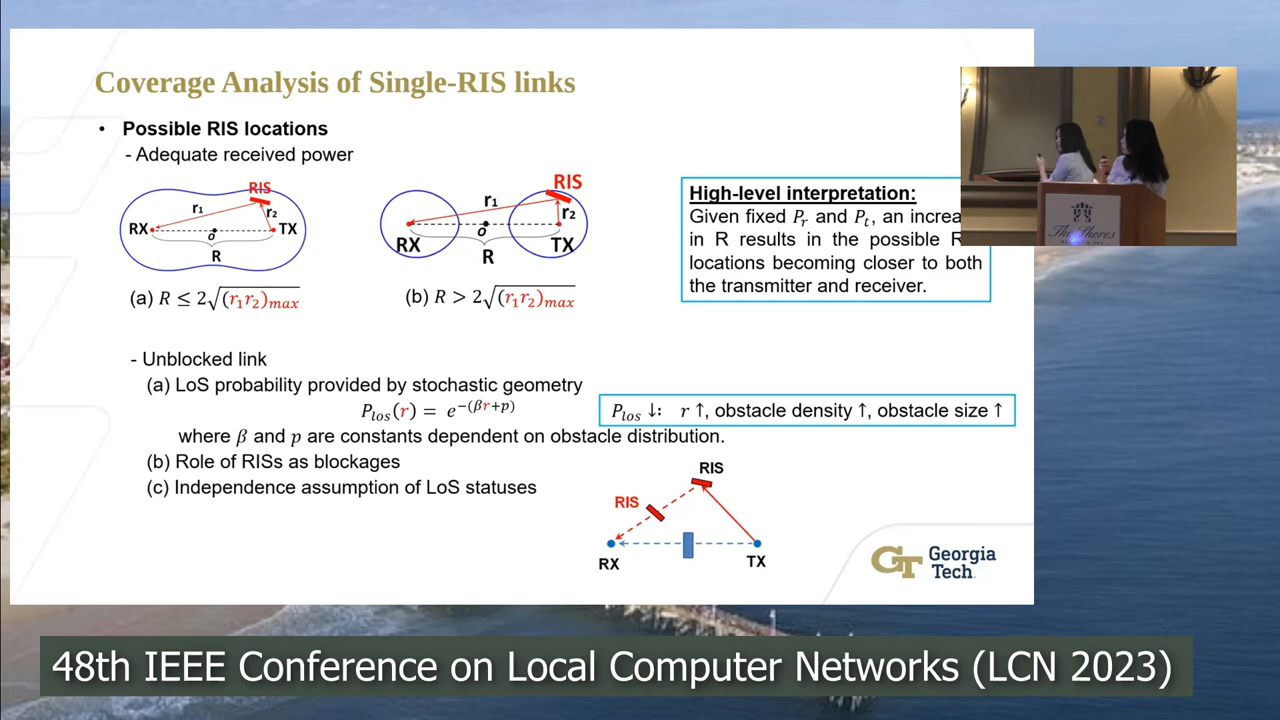 Coverage Analysis of Single-RIS links
• Possible RIS locations
- Adequate received power
RIS
r₁
r₂
RX
o
TX
R
(a) R ≤ 2√(r₁r₂)max
RIS
r₁
r₂
o
RX
TX
R
(b) R > 2√(r₁r₂)max
High-level interpretation:
Given fixed Pr and Pt, an
in R results in the possible
locations becoming closer to both
the transmitter and receiver.
- Unblocked link
(a) LoS probability provided by stochastic geometry
Plos(r) = e^−(βr+p)
Plos ↓: r ↑, obstacle density ↑, obstacle size ↑
where β and p are constants dependent on obstacle distribution.
(b) Role of RISs as blockages
(c) Independence assumption of LoS statuses
RIS
RIS
RX
TX
GT Georgia
Tech
The Shores
48th IEEE Conference on Local Computer Networks (LCN 2023)